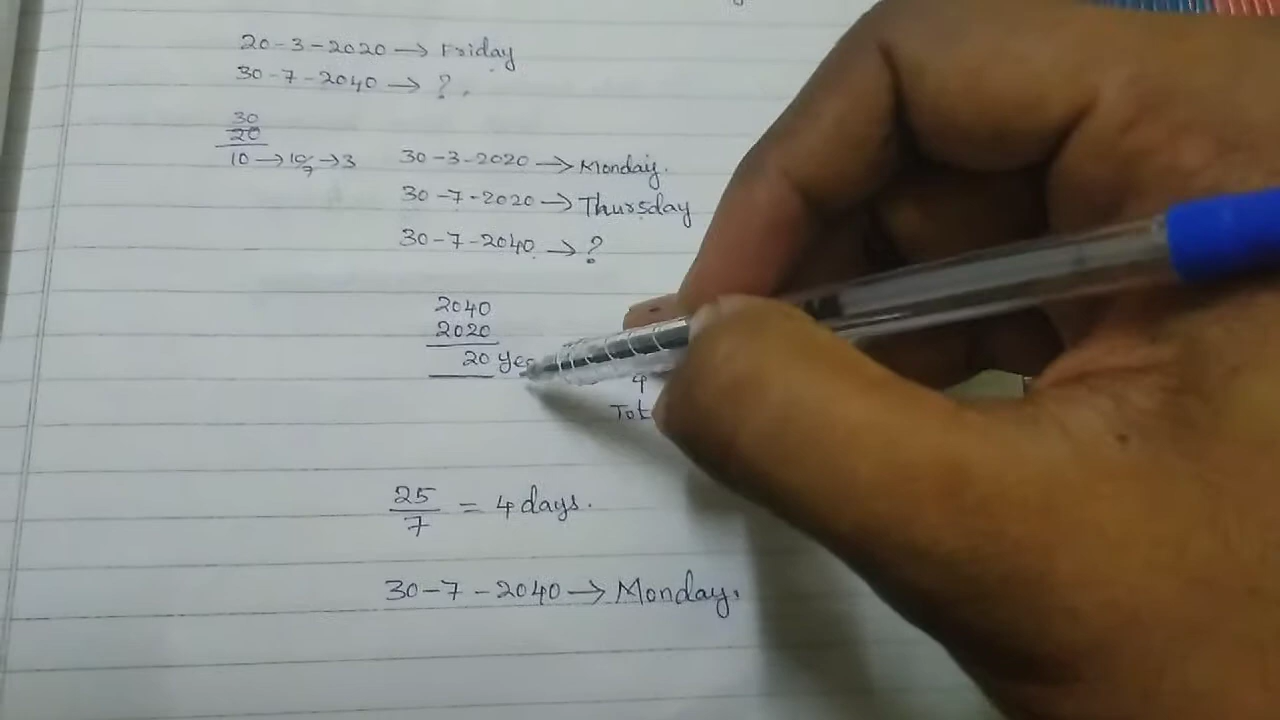 20-3-2020 → Friday
30-7-2040 → ?.
30
20
10 → 10/7 → 3
30-3-2020 → Monday.
30-7-2020 → Thursday
30-7-2040 → ?
2040
2020
20
4
25/7 = 4 days.
30-7-2040 → Monday.